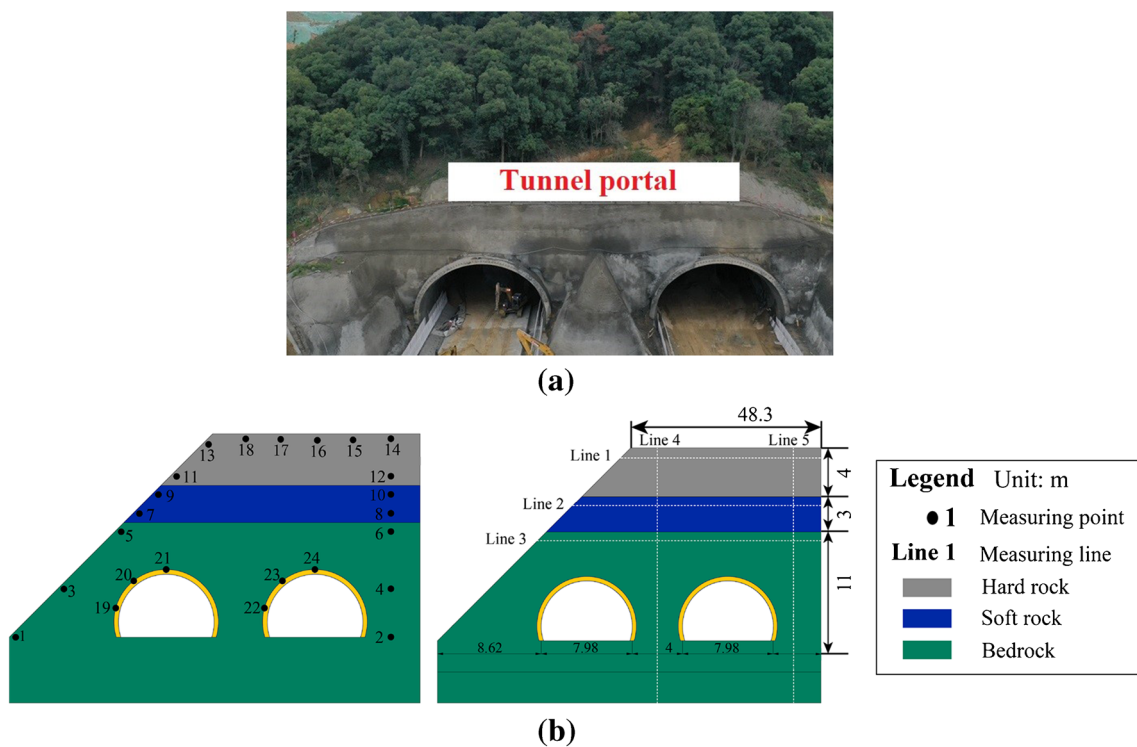 Tunnel portal
(a)
13
18
17
16
15
14
11
12
9
10
7
8
5
6
21
24
20
23
3
4
19
22
1
2
48.3
Line 4
Line 5
Line 1
4
Line 2
3
Line 3
11
8.62
7.98
4
7.98
Legend Unit: m
1 Measuring point
Line 1 Measuring line
Hard rock
Soft rock
Bedrock
(b)